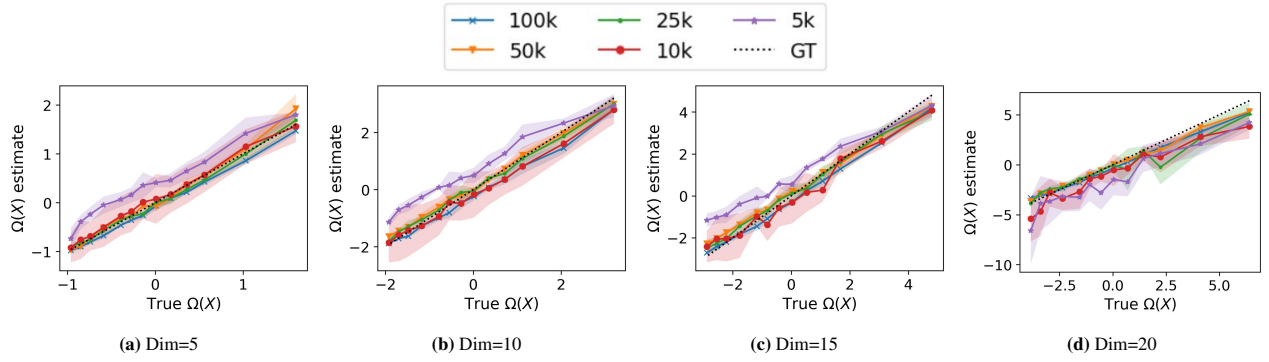 100k 25k 5k
50k 10k GT
Ω(X) estimate
2
1
0
−1
−1 0 1
True Ω(X)
(a) Dim=5
Ω(X) estimate
2
0
−2
−2 0 2
True Ω(X)
(b) Dim=10
Ω(X) estimate
4
2
0
−2
−2 0 2 4
True Ω(X)
(c) Dim=15
Ω(X) estimate
5
0
−5
−10
−2.5 0.0 2.5 5.0
True Ω(X)
(d) Dim=20